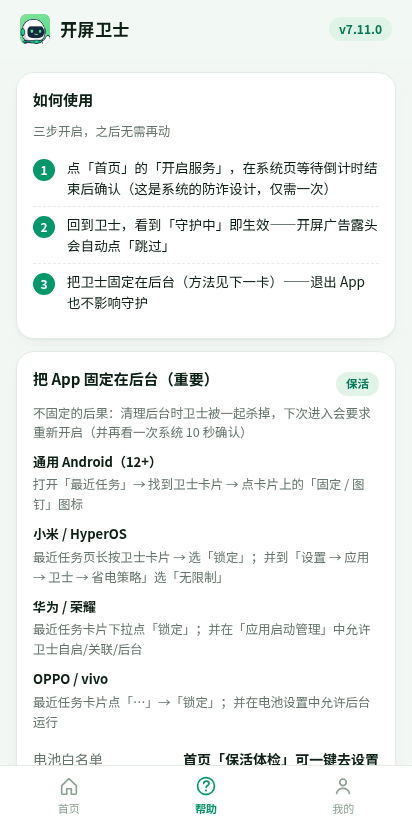 开屏卫士
v7.11.0
如何使用
三步开启，之后无需再动
1 点「首页」的「开启服务」，在系统页等待倒计时结
束后确认（这是系统的防诈设计，仅需一次）
2 回到卫士，看到「守护中」即生效——开屏广告露头
会自动点「跳过」
3 把卫士固定在后台（方法见下一卡）——退出 App
也不影响守护
把 App 固定在后台（重要）
保活
不固定的后果：清理后台时卫士被一起杀掉，下次进入会要求
重新开启（并再看一次系统 10 秒确认）
通用 Android（12+）
打开「最近任务」→ 找到卫士卡片 → 点卡片上的「固定 / 图
钉」图标
小米 / HyperOS
最近任务页长按卫士卡片 → 选「锁定」；并到「设置 → 应用
→ 卫士 → 省电策略」选「无限制」
华为 / 荣耀
最近任务卡片下拉点「锁定」；并在「应用启动管理」中允许
卫士自启/关联/后台
OPPO / vivo
最近任务卡片点「⋯」→「锁定」；并在电池设置中允许后台
运行
电池白名单
首页「保活体检」可一键去设置
首页
帮助
我的